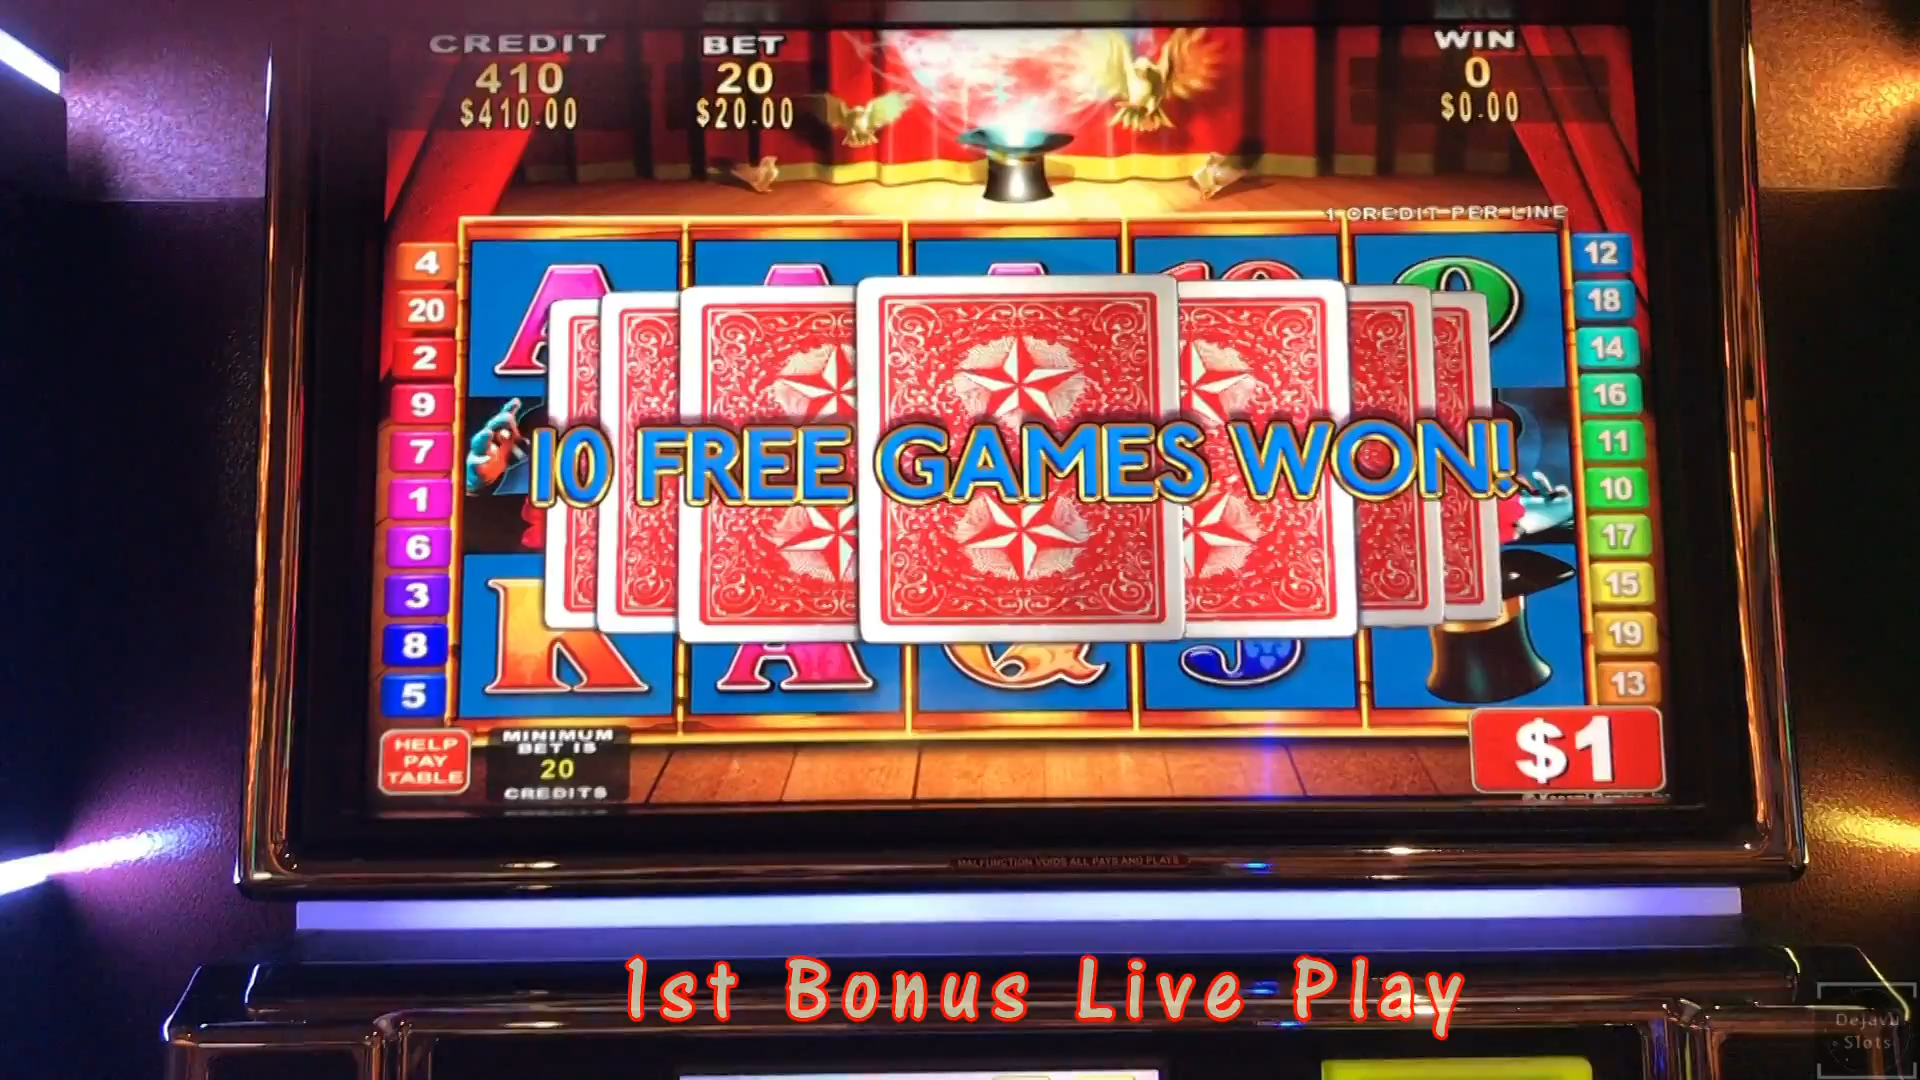 CREDIT
410
$410.00
BET
20
$20.00
WIN
0
$0.00
1 CREDIT PER LINE
4
20
2
9
7
1
6
3
8
5
12
18
14
16
11
10
17
15
19
13
A
K
A
Q
J
10 FREE GAMES WON!
HELP
PAY
TABLE
MINIMUM
BET IS
20
CREDITS
$1
MALFUNCTION VOIDS ALL PAYS AND PLAYS
1st Bonus Live Play
DejaVu
Slots